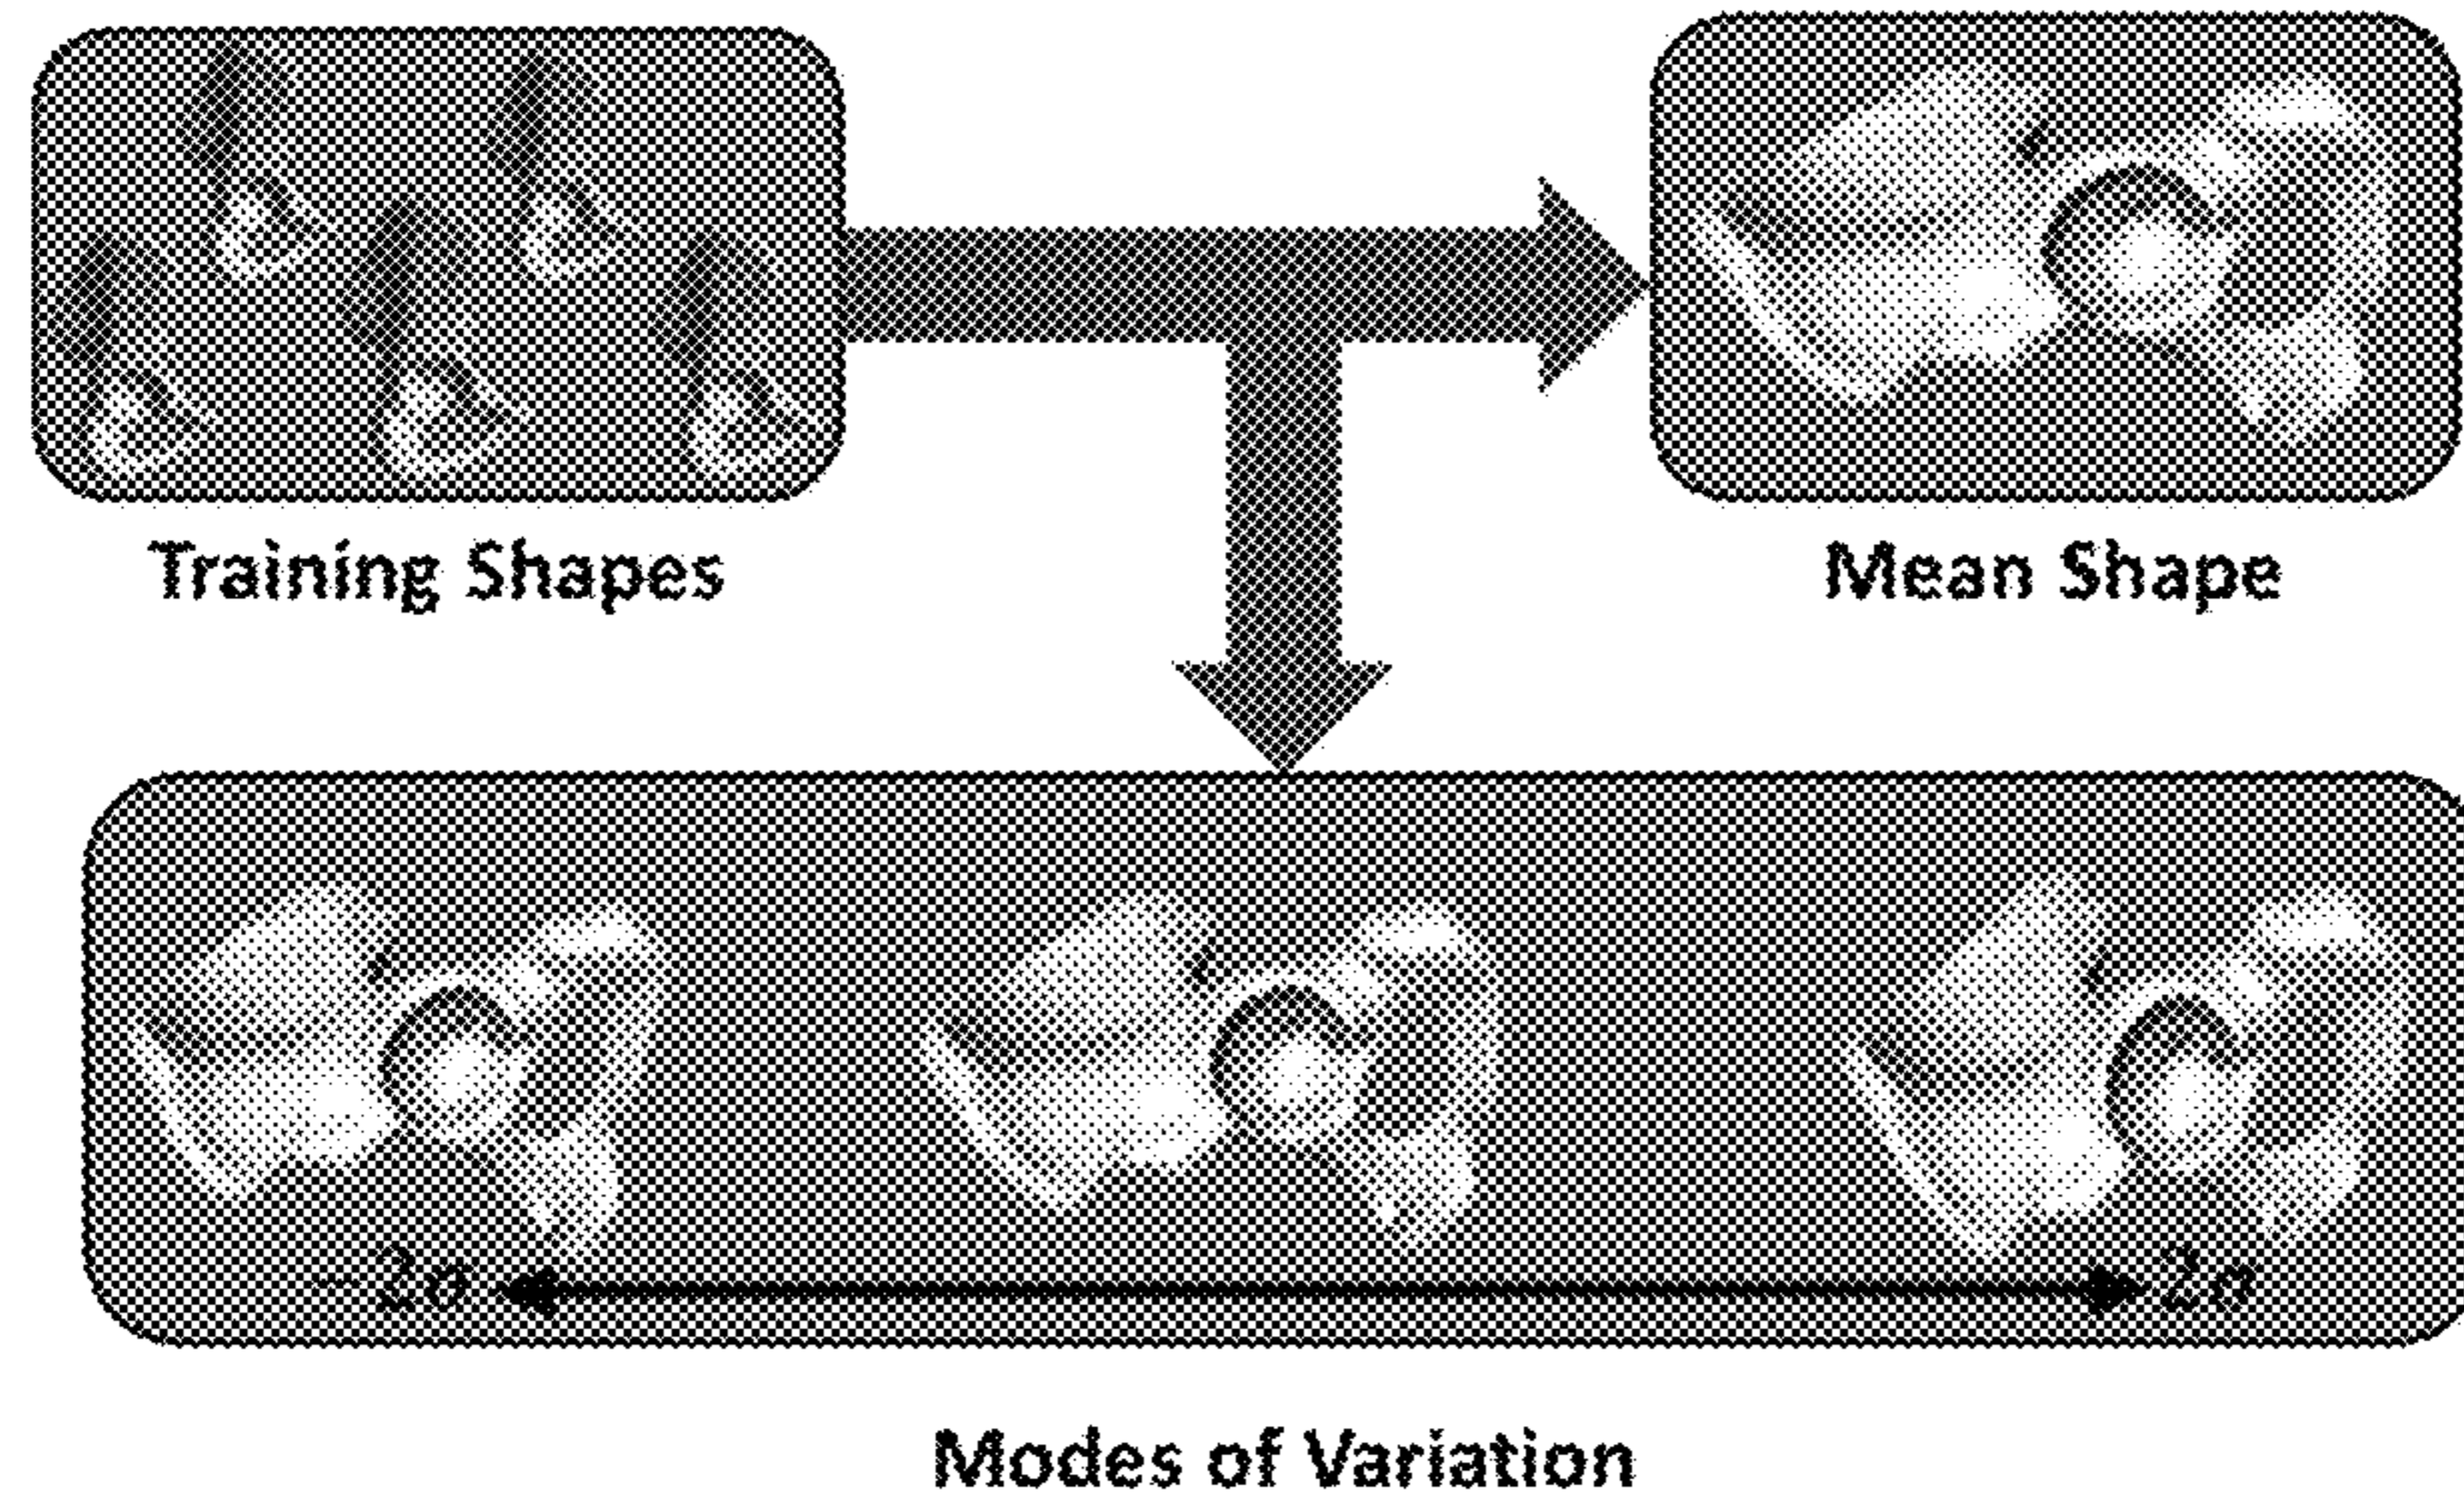 Training Shapes
Mean Shape
− 2σ
2σ
Modes of Variation